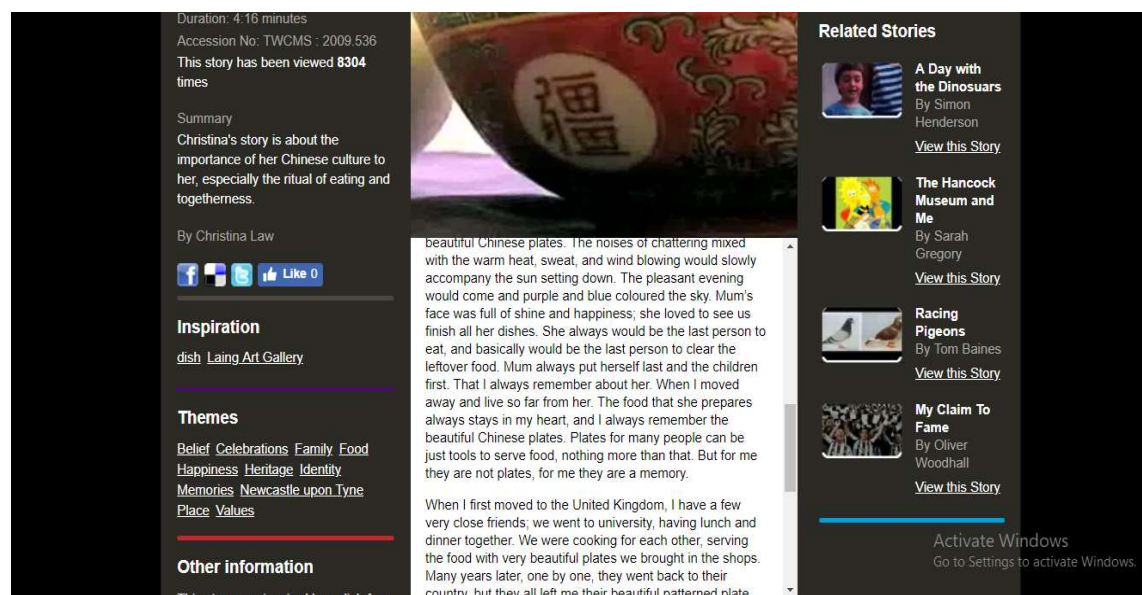 Duration: 4:16 minutes
Accession No: TWCMS : 2009.536
This story has been viewed 8304
times
Summary
Christina's story is about the
importance of her Chinese culture to
her, especially the ritual of eating and
togetherness.
By Christina Law
Like 0
Inspiration
dish Laing Art Gallery
Themes
Belief Celebrations Family Food
Happiness Heritage Identity
Memories Newcastle upon Tyne
Place Values
Other information
福
beautiful Chinese plates. The noises of chattering mixed
with the warm heat, sweat, and wind blowing would slowly
accompany the sun setting down. The pleasant evening
would come and purple and blue coloured the sky. Mum's
face was full of shine and happiness; she loved to see us
finish all her dishes. She always would be the last person to
eat, and basically would be the last person to clear the
leftover food. Mum always put herself last and the children
first. That I always remember about her. When I moved
away and live so far from her. The food that she prepares
always stays in my heart, and I always remember the
beautiful Chinese plates. Plates for many people can be
just tools to serve food, nothing more than that. But for me
they are not plates, for me they are a memory.
When I first moved to the United Kingdom, I have a few
very close friends; we went to university, having lunch and
dinner together. We were cooking for each other, serving
the food with very beautiful plates we brought in the shops.
Many years later, one by one, they went back to their
country, but they all left me their beautiful patterned plate
Related Stories
A Day with
the Dinosuars
By Simon
Henderson
View this Story
The Hancock
Museum and
Me
By Sarah
Gregory
View this Story
Racing
Pigeons
By Tom Baines
View this Story
My Claim To
Fame
By Oliver
Woodhall
View this Story
Activate Windows
Go to Settings to activate Windows.